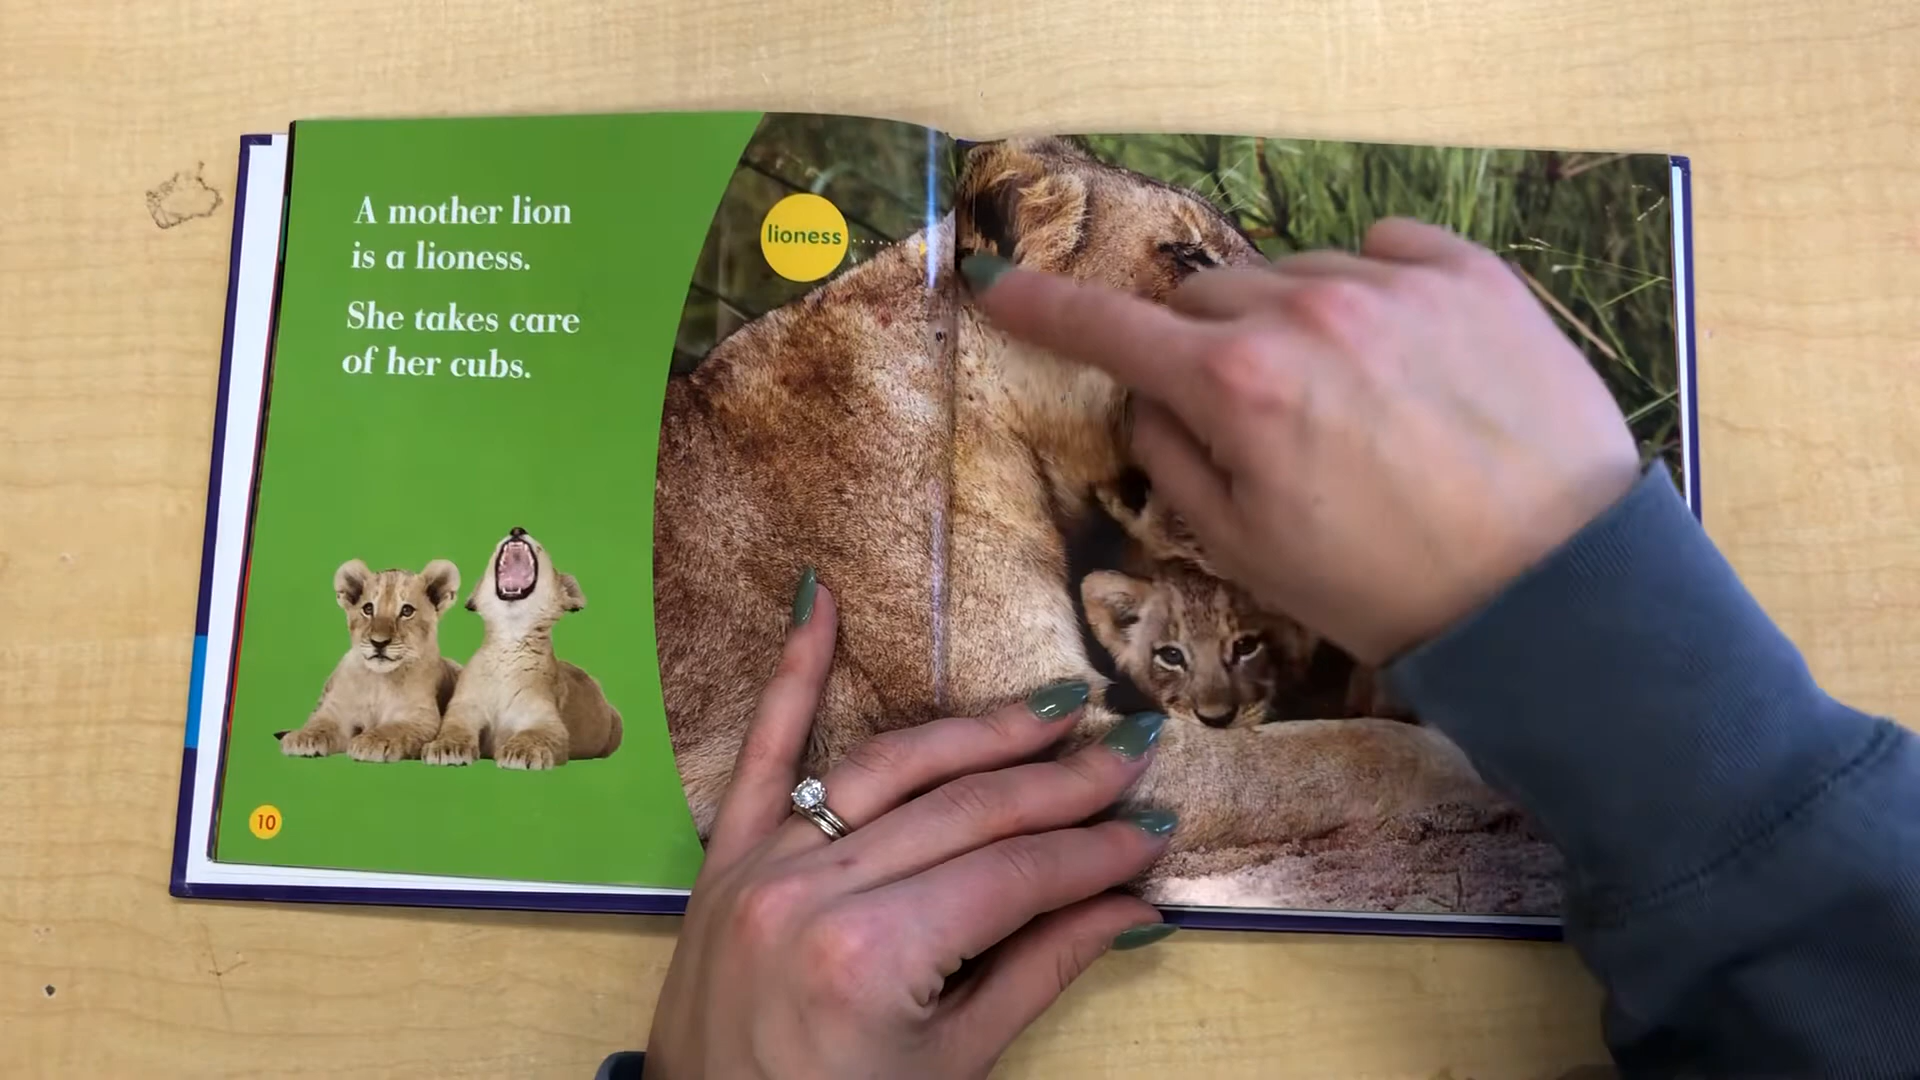 A mother lion
is a lioness.
She takes care
of her cubs.
lioness
10